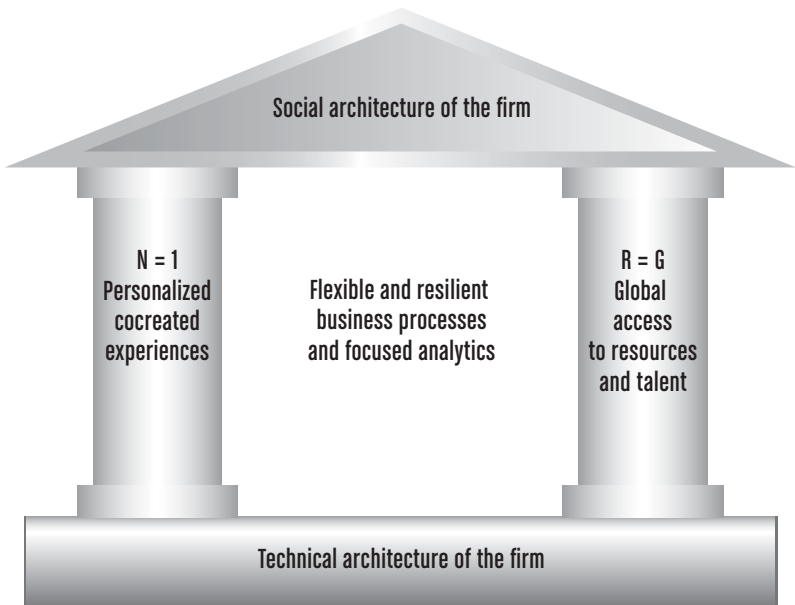 Social architecture of the firm
N = 1
Personalized
cocreated
experiences
Flexible and resilient
business processes
and focused analytics
R = G
Global
access
to resources
and talent
Technical architecture of the firm